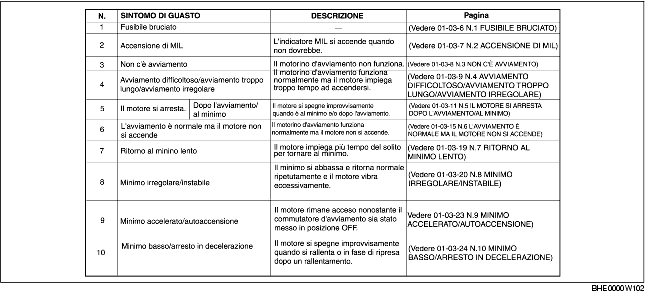 N. SINTOMO DI GUASTO DESCRIZIONE Pagina
1 Fusibile bruciato — (Vedere 01-03-6 N.1 FUSIBILE BRUCIATO)
2 Accensione di MIL L'indicatore MIL si accende quando
non dovrebbe. (Vedere 01-03-7 N.2 ACCENSIONE DI MIL)
3 Non c'è avviamento Il motorino d'avviamento non funziona. (Vedere 01-03-8 N.3 NON C'È AVVIAMENTO)
4 Avviamento difficoltoso/avviamento troppo
lungo/avviamento irregolare
Il motorino d'avviamento funziona
normalmente ma il motore impiega
troppo tempo ad accendersi.
(Vedere 01-03-9 N.4 AVVIAMENTO
DIFFICOLTOSO/AVVIAMENTO TROPPO
LUNGO/AVVIAMENTO IRREGOLARE)
5 Il motore si arresta. Dopo l'avviamento/
al minimo
Il motore si spegne improvvisamente
quando è al minimo e/o dopo l'avviamento.
(Vedere 01-03-11 N.5 IL MOTORE SI ARRESTA
DOPO L'AVVIAMENTO/AL MINIMO)
6 L'avviamento è normale ma il motore non
si accende
Il motorino d'avviamento funziona
normalmente ma il motore non si accende.
(Vedere 01-03-15 N.6 L'AVVIAMENTO È
NORMALE MA IL MOTORE NON SI ACCENDE)
7 Ritorno al minino lento
Il motore impiega più tempo del solito
per tornare al minimo.
(Vedere 01-03-19 N.7 RITORNO AL
MINIMO LENTO)
8 Minimo irregolare/instabile
Il minimo si abbassa e ritorna normale
ripetutamente e il motore vibra
eccessivamente.
(Vedere 01-03-20 N.8 MINIMO
IRREGOLARE/INSTABILE)
9 Minimo accelerato/autoaccensione
Il motore rimane acceso nonostante il
commutatore d'avviamento sia stato
messo in posizione OFF.
Vedere 01-03-23 N.9 MINIMO
ACCELERATO/AUTOACCENSIONE)
10 Minimo basso/arresto in decelerazione
Il motore si spegne improvvisamente
quando si rallenta o in fase di ripresa
dopo un rallentamento.
(Vedere 01-03-24 N.10 MINIMO
BASSO/ARRESTO IN DECELERAZIONE)
BHE0000W102